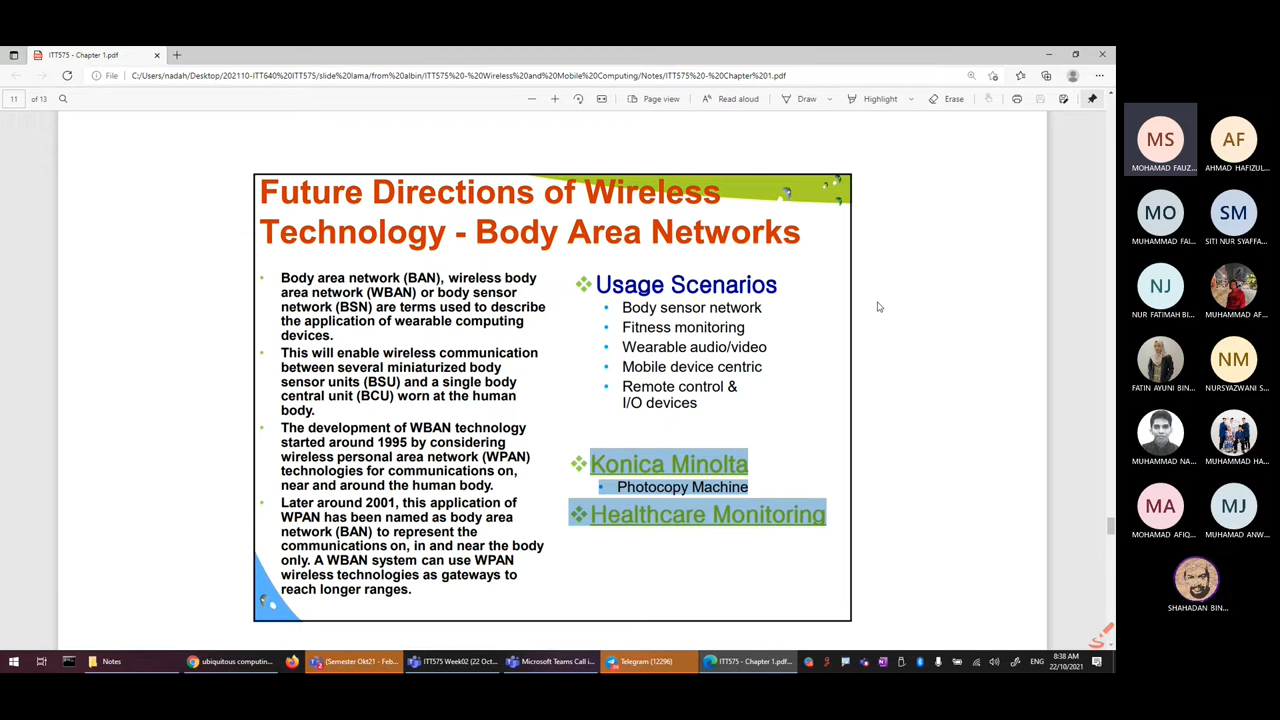 ITT575 - Chapter 1.pdf
File
C:/Users/nadah/Desktop/202110-ITT640%20ITT575/slide%20lama/from%20albin/ITT575%20-%20Wireless%20and%20Mobile%20Computing/Notes/ITT575%20-%20Chapter%201.pdf
11 of 13
Page view
Read aloud
Draw
Highlight
Erase
Future Directions of Wireless
Technology - Body Area Networks
• Body area network (BAN), wireless body
area network (WBAN) or body sensor
network (BSN) are terms used to describe
the application of wearable computing
devices.
• This will enable wireless communication
between several miniaturized body
sensor units (BSU) and a single body
central unit (BCU) worn at the human
body.
• The development of WBAN technology
started around 1995 by considering
wireless personal area network (WPAN)
technologies for communications on,
near and around the human body.
• Later around 2001, this application of
WPAN has been named as body area
network (BAN) to represent the
communications on, in and near the body
only. A WBAN system can use WPAN
wireless technologies as gateways to
reach longer ranges.
❖ Usage Scenarios
• Body sensor network
• Fitness monitoring
• Wearable audio/video
• Mobile device centric
• Remote control &
I/O devices
❖ Konica Minolta
• Photocopy Machine
❖ Healthcare Monitoring
MS
MOHAMAD FAUZ...
AF
AHMAD HAFIZUL...
MO
MUHAMMAD FAI...
SM
SITI NUR SYAFFA...
NJ
NUR FATIMAH BI...
MUHAMMAD AF...
FATIN AYUNI BIN...
NM
NURSYAZWANI S...
MUHAMMAD NA...
MUHAMMAD HA...
MA
MOHAMAD AFIQ...
MJ
MUHAMAD ANW...
SHAHADAN BIN...
Notes
ubiquitous computin...
(Semester Okt21 - Feb...
ITT575 Week02 (22 Oct...
Microsoft Teams Call i...
Telegram (12296)
ITT575 - Chapter 1.pdf...
ENG
8:38 AM
22/10/2021